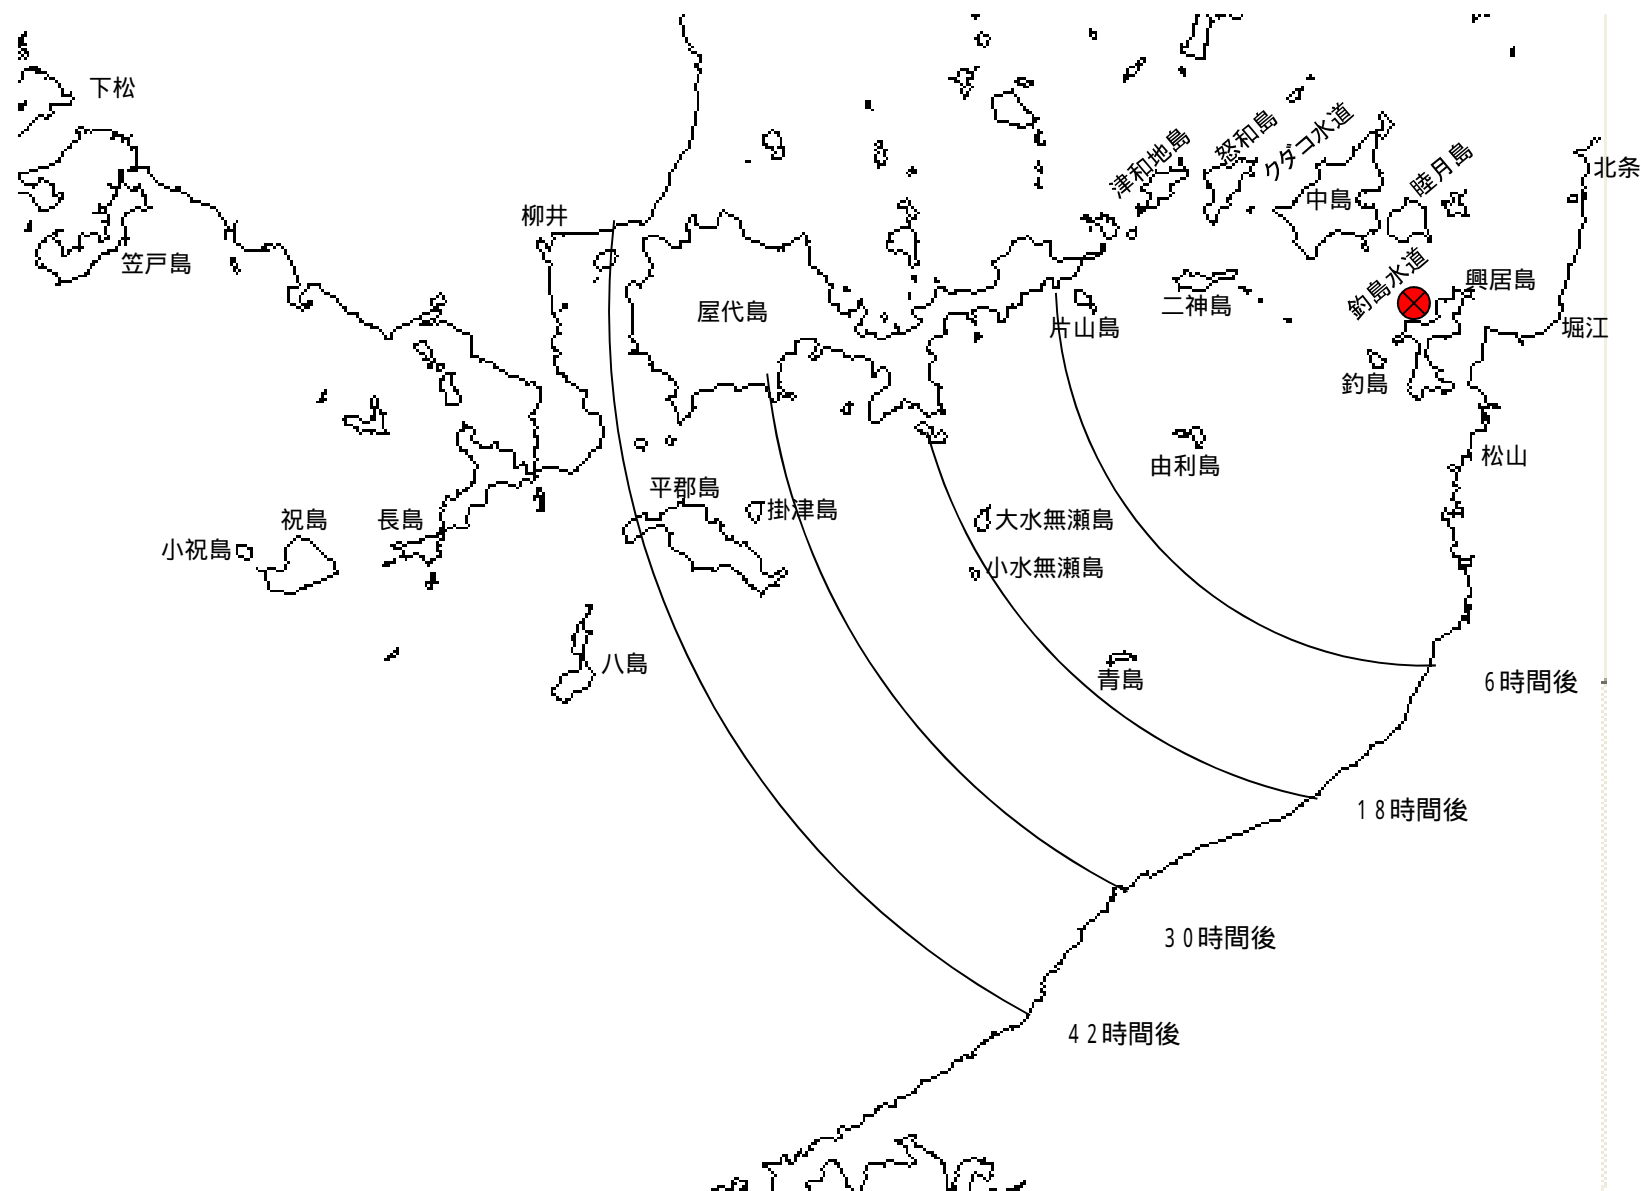 下松
津和地島
怒和島
クダコ水道
睦月島
北条
中島
柳井
笠戸島
釣島水道
興居島
屋代島
二神島
片山島
堀江
釣島
松山
由利島
平郡島
掛津島
大水無瀬島
祝島
長島
小祝島
小水無瀬島
八島
青島
6時間後
18時間後
30時間後
42時間後